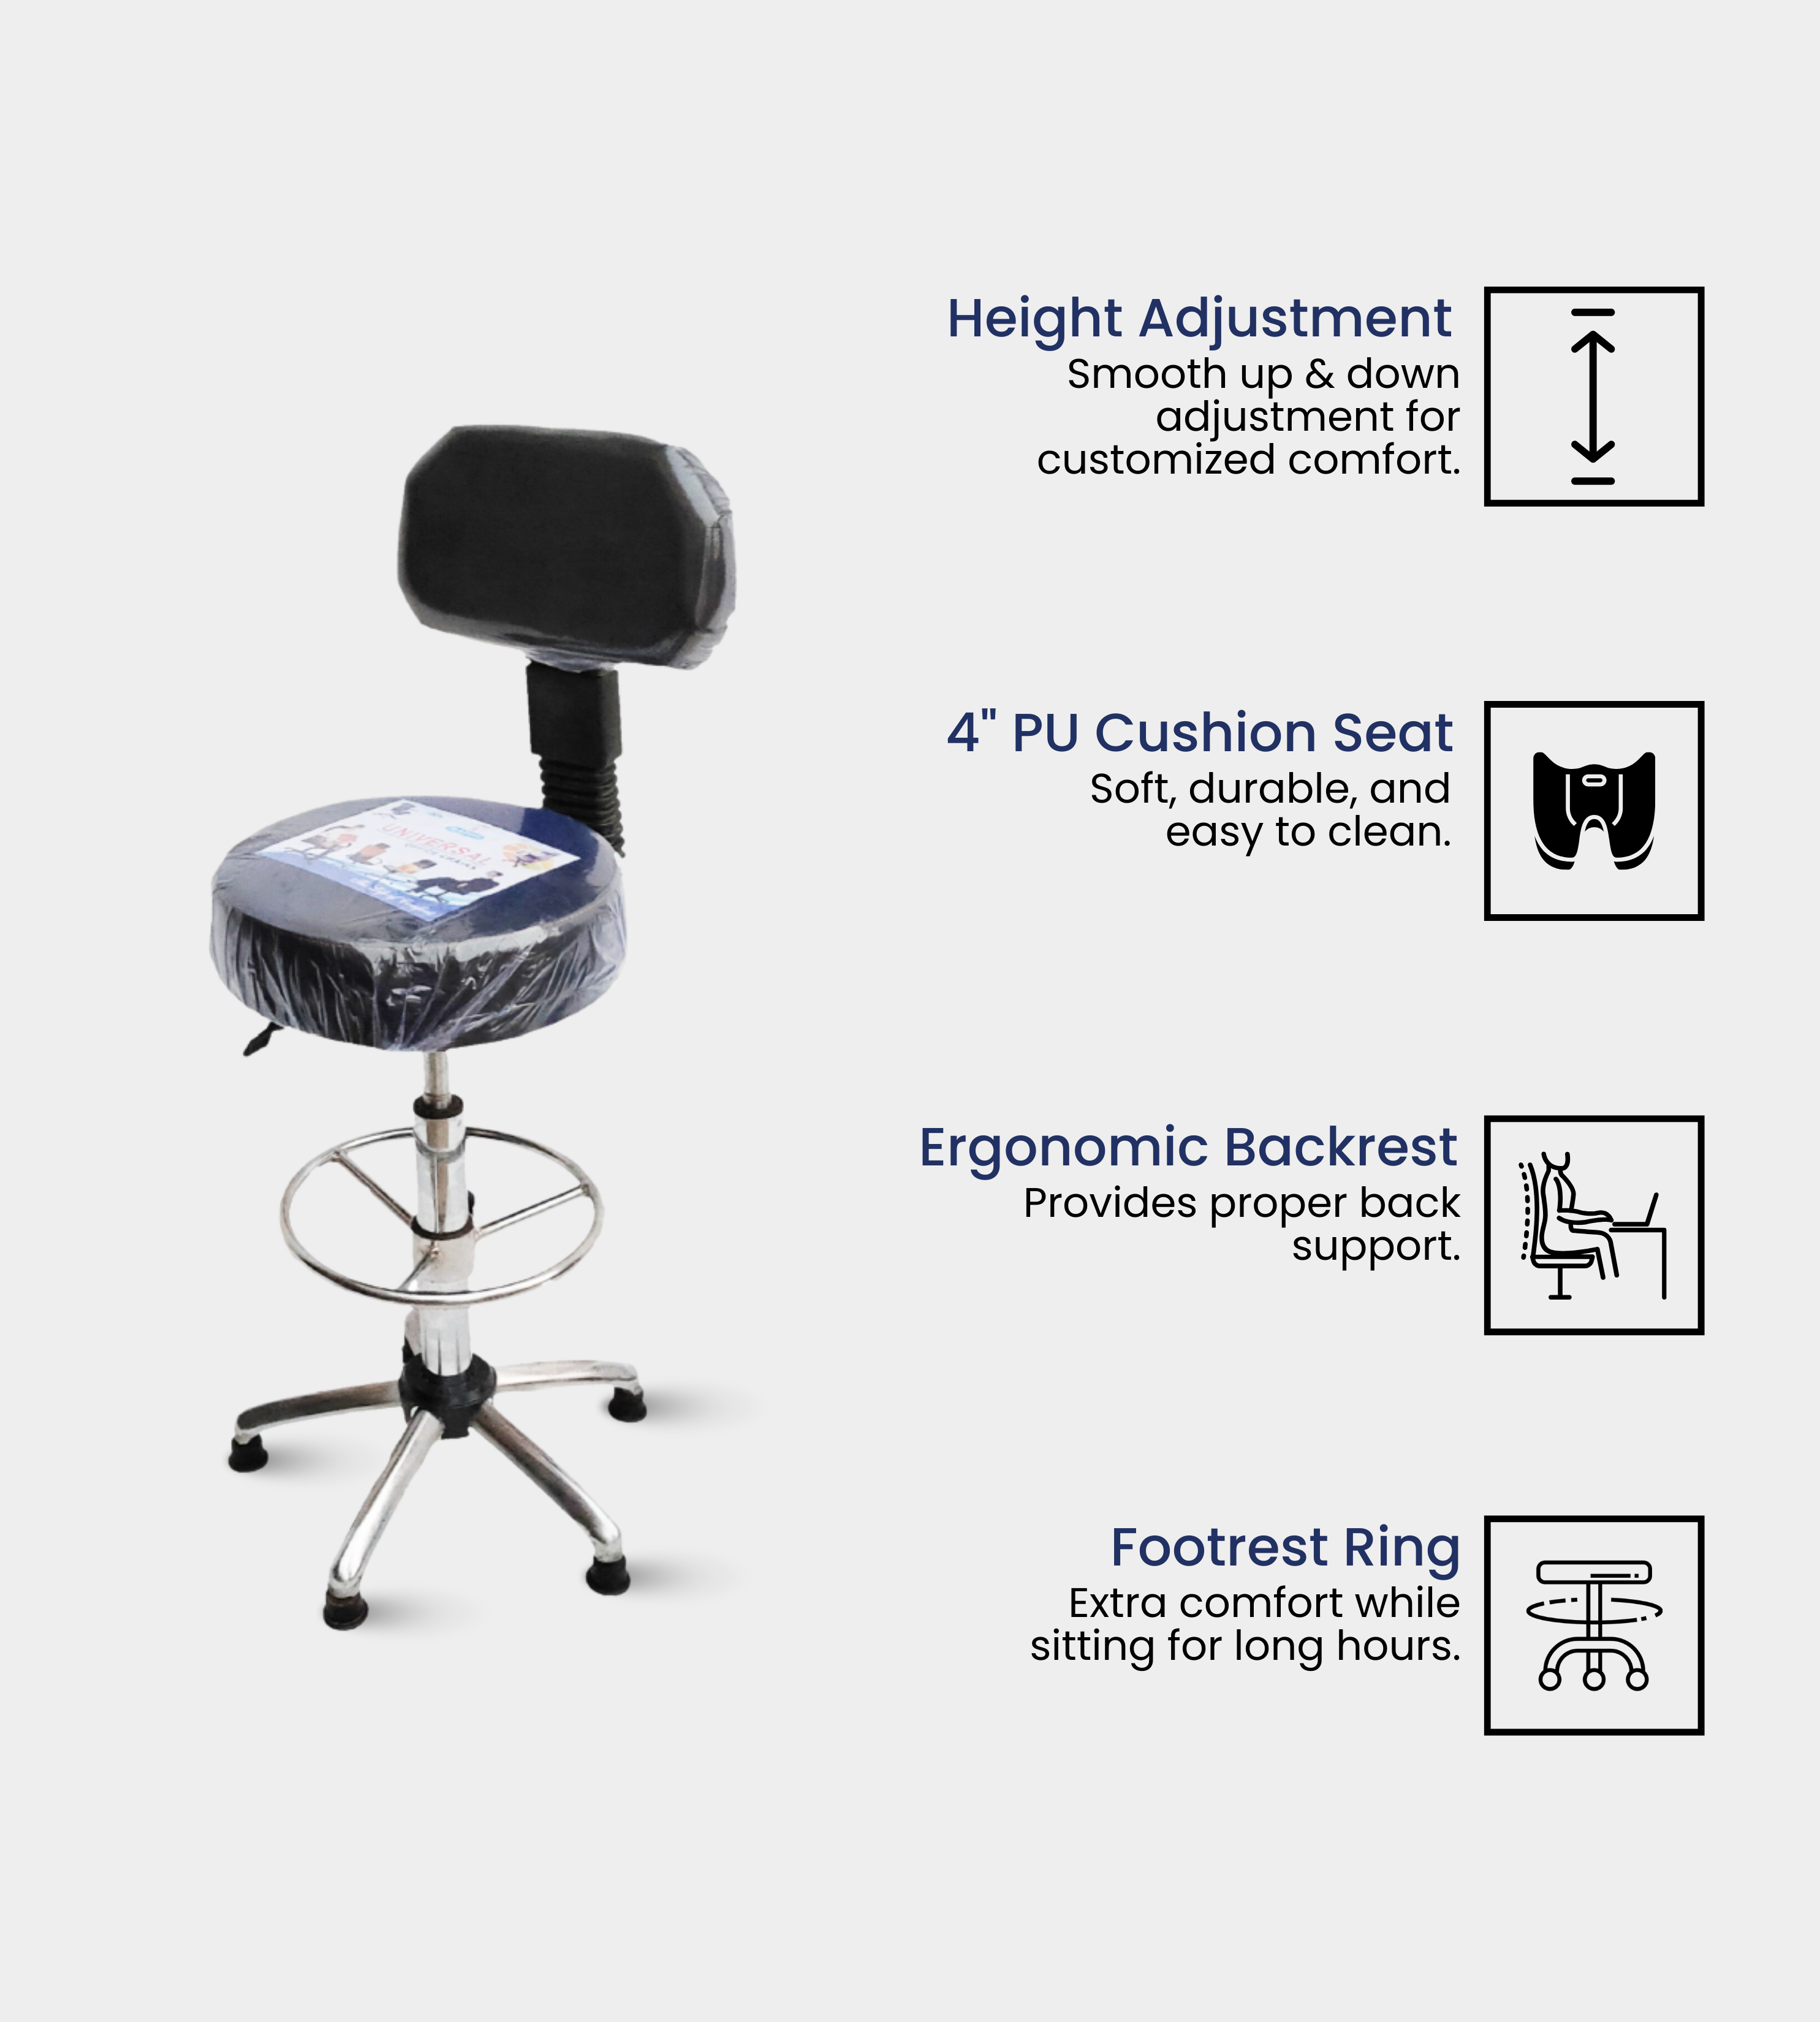 Height Adjustment
Smooth up & down
adjustment for
customized comfort.
4" PU Cushion Seat
Soft, durable, and
easy to clean.
UNIVERSAL
Ergonomic Backrest
Provides proper back
support.
Footrest Ring
Extra comfort while
sitting for long hours.